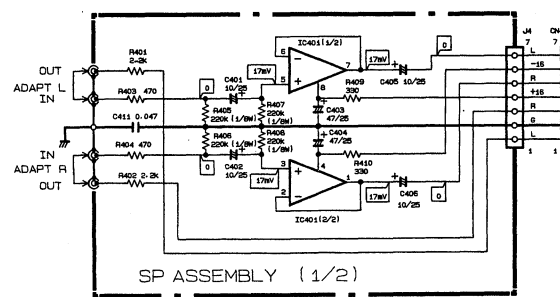 IC401(1/2)
R401
2-2K
OUT
ADAPT L
IN
R403 470
0
C401
10/25
17mV
6
5
7
8
17mV
C405
10/25
0
R409
330
J4
7
L
-16
R
+16
R
G
L
1
CN
7
1
R405
220k
(1/8W)
R407
220k
(1/8W)
C403
47/25
C411 0.047
R406
220k (1/8W)
R408
220k
(1/8W)
C404
47/25
IN
ADAPT R
OUT
R404 470
R402 2-2K
0
C402
10/25
17mV
3
2
4
1
R410
330
17mV
C406
10/25
0
IC401(2/2)
SP ASSEMBLY (1/2)